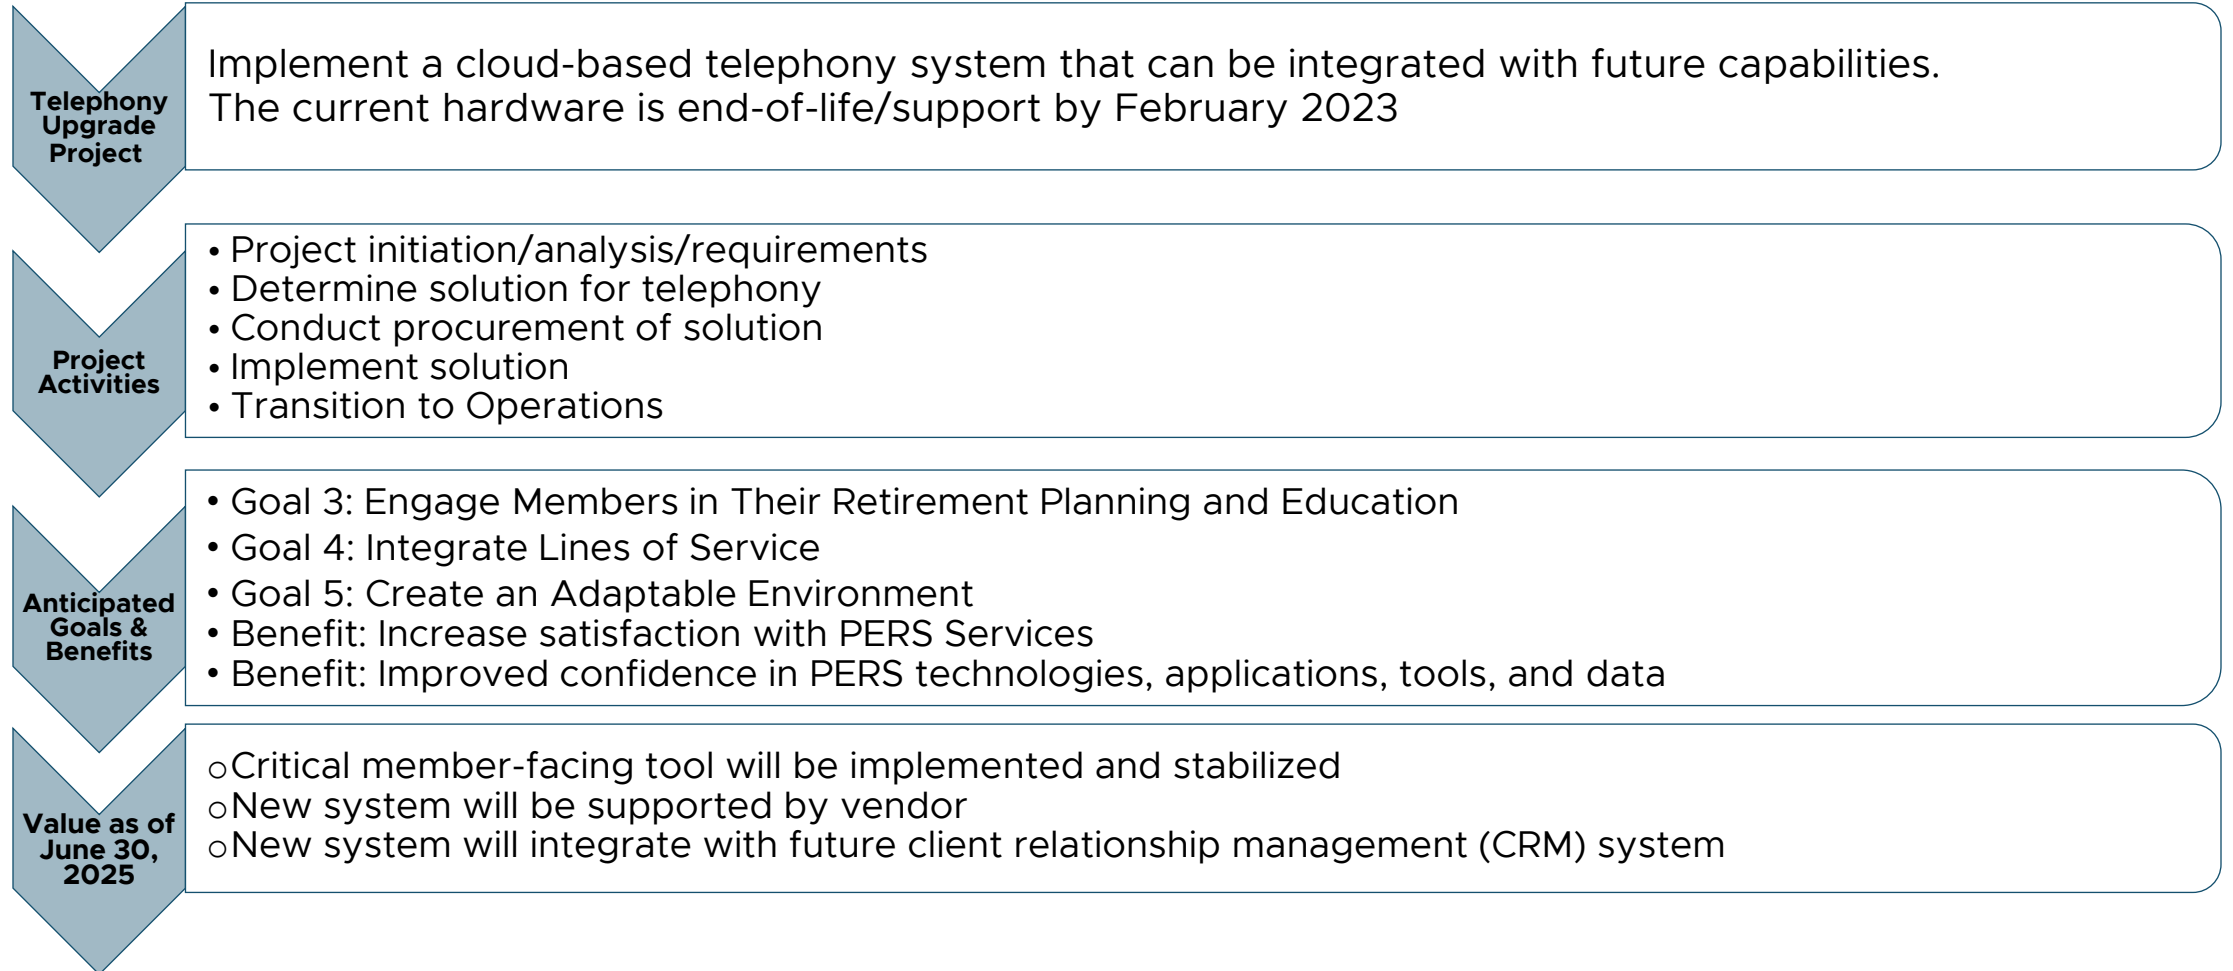 Telephony
Upgrade
Project
Implement a cloud-based telephony system that can be integrated with future capabilities.
The current hardware is end-of-life/support by February 2023
Project
Activities
• Project initiation/analysis/requirements
• Determine solution for telephony
• Conduct procurement of solution
• Implement solution
• Transition to Operations
Anticipated
Goals &
Benefits
• Goal 3: Engage Members in Their Retirement Planning and Education
• Goal 4: Integrate Lines of Service
• Goal 5: Create an Adaptable Environment
• Benefit: Increase satisfaction with PERS Services
• Benefit: Improved confidence in PERS technologies, applications, tools, and data
Value as of
June 30,
2025
○Critical member-facing tool will be implemented and stabilized
○New system will be supported by vendor
○New system will integrate with future client relationship management (CRM) system